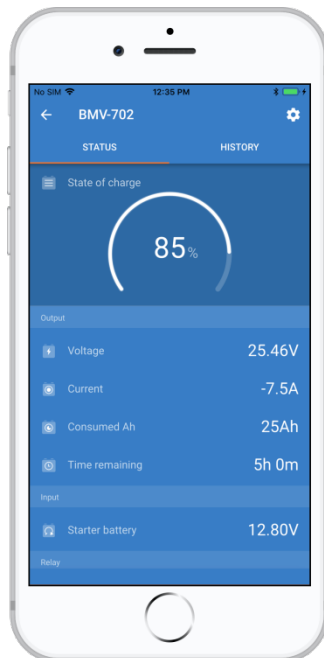 No SIM 12:35 PM
BMV-702
STATUS HISTORY
State of charge
85%
Output
Voltage 25.46V
Current -7.5A
Consumed Ah 25Ah
Time remaining 5h 0m
Input
Starter battery 12.80V
Relay